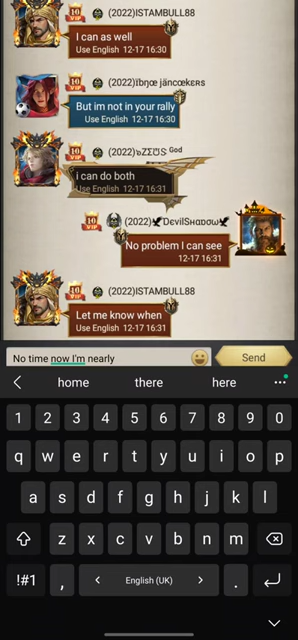 10 VIP (2022)ISTAMBULL88
I can as well
Use English 12-17 16:30
10 VIP (2022)
But im not in your rally
Use English 12-17 16:30
10 VIP (2022) God
i can do both
Use English 12-17 16:31
10 VIP (2022)
No problem I can see
12-17 16:31
10 VIP (2022)ISTAMBULL88
Let me know when
Use English 12-17 16:31
No time now I'm nearly
Send
home there here
1 2 3 4 5 6 7 8 9 0
q w e r t y u i o p
a s d f g h j k l
z x c v b n m
!#1 , < English (UK) > .